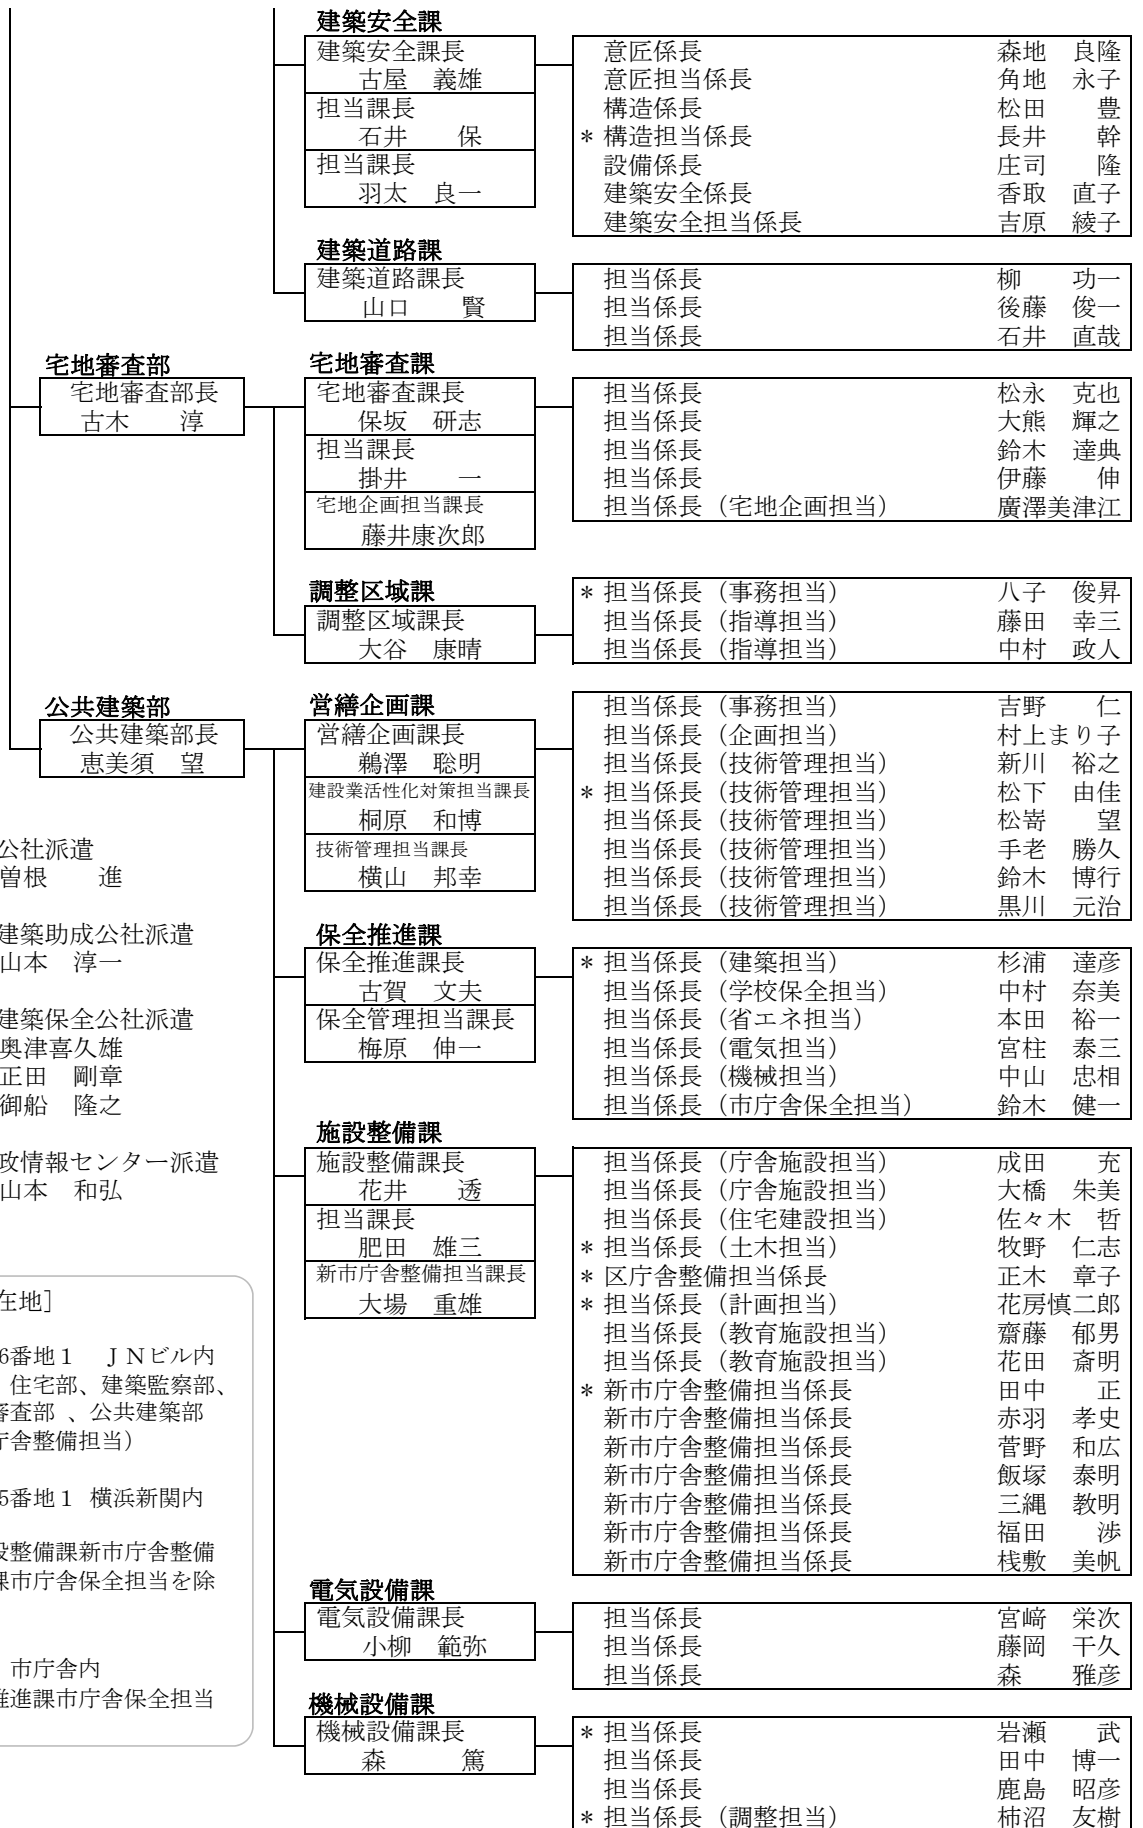 建築安全課
建築安全課長
古屋　義雄
担当課長
石井　　保
担当課長
羽太　良一
意匠係長　森地　良隆
意匠担当係長　角地　永子
構造係長　松田　　豊
* 構造担当係長　長井　　幹
設備係長　庄司　　隆
建築安全係長　香取　直子
建築安全担当係長　吉原　綾子
建築道路課
建築道路課長
山口　　賢
担当係長　柳　　功一
担当係長　後藤　俊一
担当係長　石井　直哉
宅地審査部
宅地審査部長
古木　　淳
宅地審査課
宅地審査課長
保坂　研志
担当課長
掛井　　一
宅地企画担当課長
藤井康次郎
担当係長　松永　克也
担当係長　大熊　輝之
担当係長　鈴木　達典
担当係長　伊藤　　伸
担当係長（宅地企画担当）　廣澤美津江
調整区域課
調整区域課長
大谷　康晴
* 担当係長（事務担当）　八子　俊昇
担当係長（指導担当）　藤田　幸三
担当係長（指導担当）　中村　政人
公共建築部
公共建築部長
恵美須　望
営繕企画課
営繕企画課長
鵜澤　聡明
建設業活性化対策担当課長
桐原　和博
技術管理担当課長
横山　邦幸
担当係長（事務担当）　吉野　　仁
担当係長（企画担当）　村上まり子
担当係長（技術管理担当）　新川　裕之
* 担当係長（技術管理担当）　松下　由佳
担当係長（技術管理担当）　松嵜　　望
担当係長（技術管理担当）　手老　勝久
担当係長（技術管理担当）　鈴木　博行
担当係長（技術管理担当）　黒川　元治
保全推進課
保全推進課長
古賀　文夫
保全管理担当課長
梅原　伸一
* 担当係長（建築担当）　杉浦　達彦
担当係長（学校保全担当）　中村　奈美
担当係長（省エネ担当）　本田　裕一
担当係長（電気担当）　宮柱　泰三
担当係長（機械担当）　中山　忠相
担当係長（市庁舎保全担当）　鈴木　健一
施設整備課
施設整備課長
花井　　透
担当課長
肥田　雄三
新市庁舎整備担当課長
大場　重雄
担当係長（庁舎施設担当）　成田　　充
担当係長（庁舎施設担当）　大橋　朱美
担当係長（住宅建設担当）　佐々木　哲
* 担当係長（土木担当）　牧野　仁志
* 区庁舎整備担当係長　正木　章子
* 担当係長（計画担当）　花房慎二郎
担当係長（教育施設担当）　齋藤　郁男
担当係長（教育施設担当）　花田　斎明
* 新市庁舎整備担当係長　田中　　正
新市庁舎整備担当係長　赤羽　孝史
新市庁舎整備担当係長　菅野　和広
新市庁舎整備担当係長　飯塚　泰明
新市庁舎整備担当係長　三縄　教明
新市庁舎整備担当係長　福田　　渉
新市庁舎整備担当係長　桟敷　美帆
電気設備課
電気設備課長
小柳　範弥
担当係長　宮﨑　栄次
担当係長　藤岡　干久
担当係長　森　　雅彦
機械設備課
機械設備課長
森　　　篤
* 担当係長　岩瀬　　武
担当係長　田中　博一
担当係長　鹿島　昭彦
* 担当係長（調整担当）　柿沼　友樹
公社派遣
曽根　　進
建築助成公社派遣
山本　淳一
建築保全公社派遣
奥津喜久雄
正田　剛章
御船　隆之
政情報センター派遣
山本　和弘
在地］
6番地１　ＪＮビル内
住宅部、建築監察部、
審査部 、公共建築部
庁舎整備担当）
5番地１ 横浜新関内
設整備課新市庁舎整備
課市庁舎保全担当を除
市庁舎内
推進課市庁舎保全担当